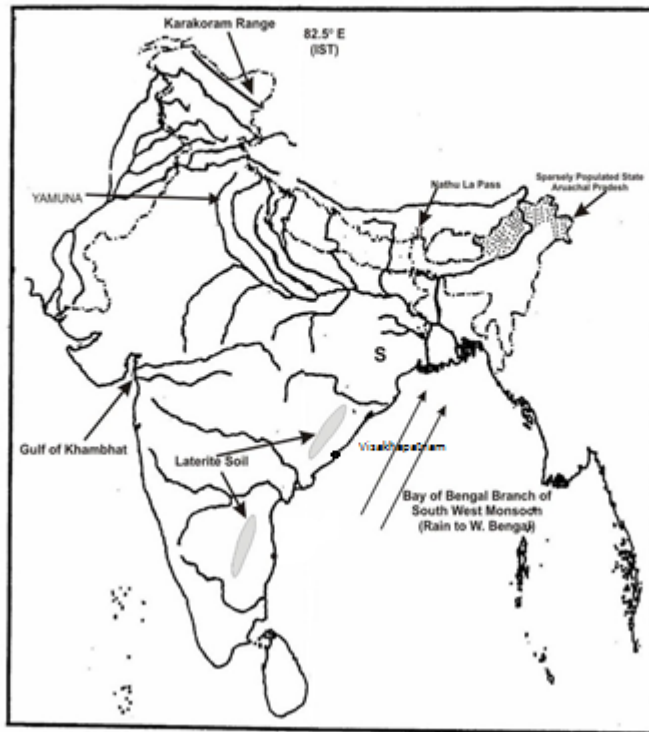 Karakoram Range
82.5° E
(IST)
Nathu La Pass
Sparsely Populated State
Aruachal Pradesh
YAMUNA
S
Gulf of Khambhat
Laterite Soil
Visakhapatnam
Bay of Bengal Branch of
South West Monsoon
(Rain to W. Bengal)